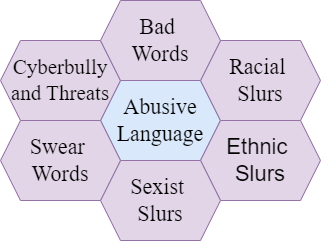 Bad
Words
Cyberbully
and Threats
Racial
Slurs
Abusive
Language
Swear
Words
Ethnic
Slurs
Sexist
Slurs